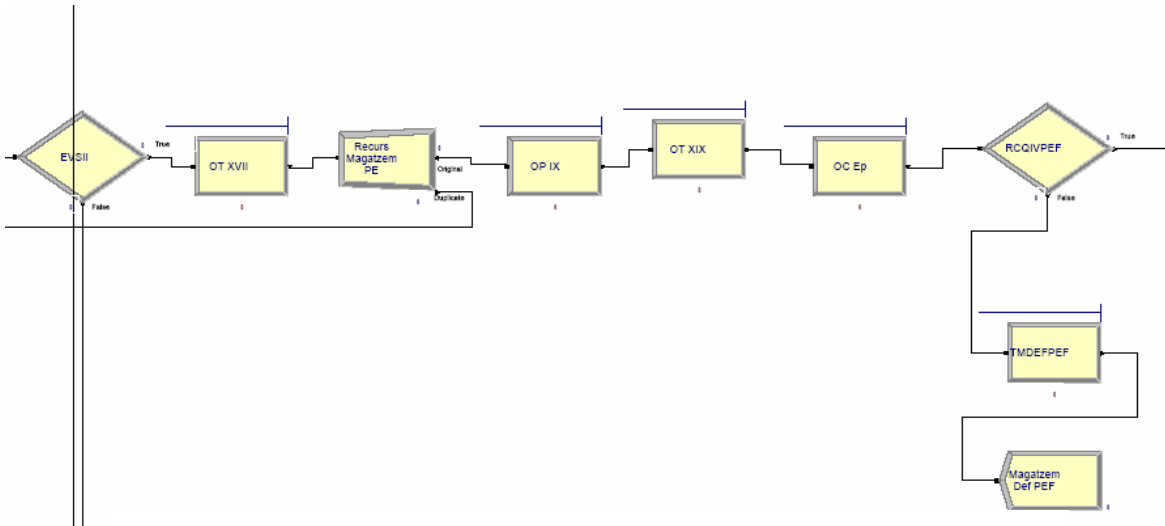 EVSII
True
False
OT XVII
Recurs
Magatzem
PE
Original
Duplicate
OP IX
OT XIX
OC Ep
RCQIVPEF
True
False
TMDEFPEF
Magatzem
Def PEF